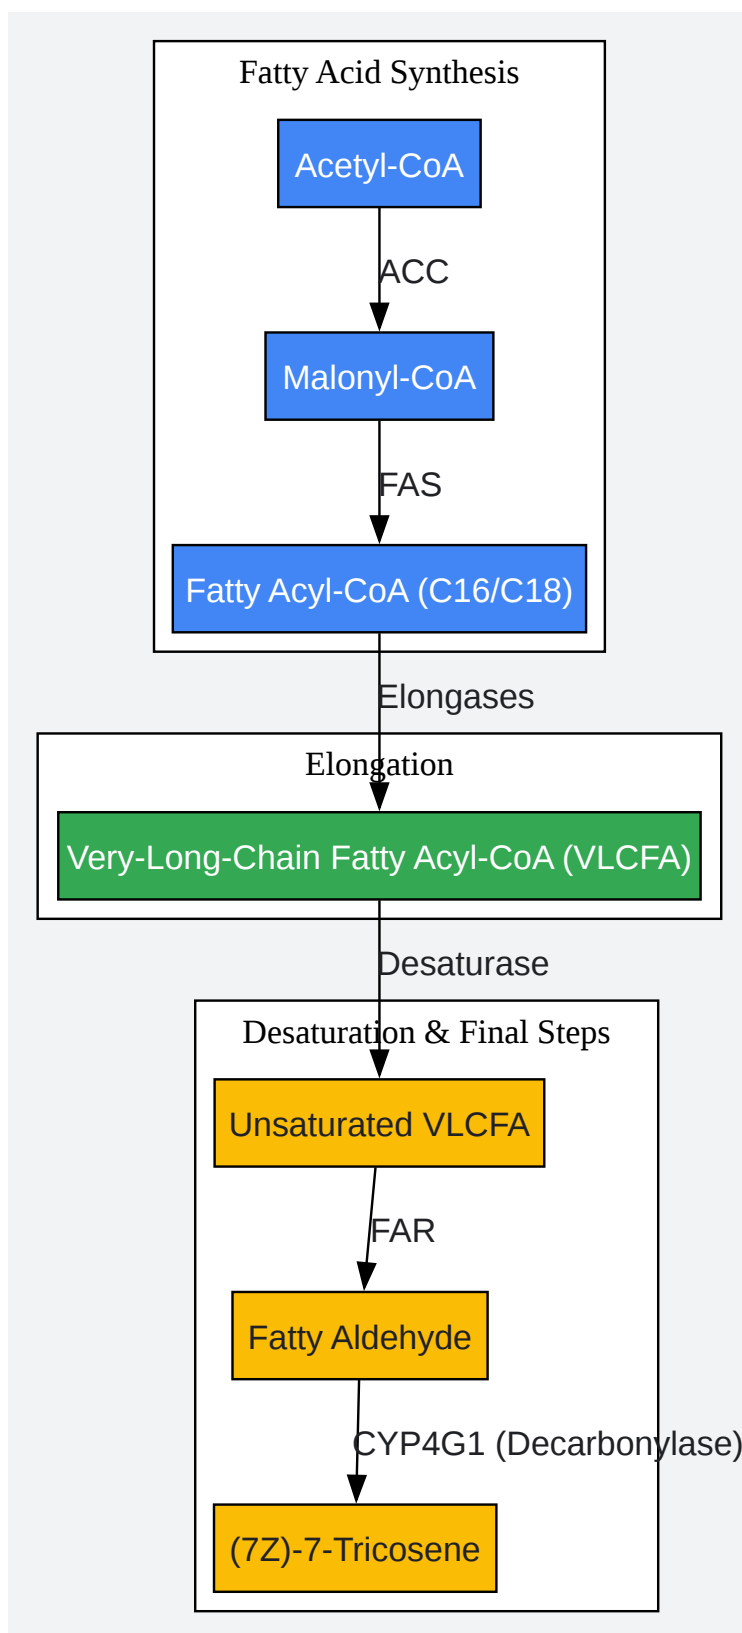 Fatty Acid Synthesis
Acetyl-CoA
ACC
Malonyl-CoA
FAS
Fatty Acyl-CoA (C16/C18)
Elongases
Elongation
Very-Long-Chain Fatty Acyl-CoA (VLCFA)
Desaturase
Desaturation & Final Steps
Unsaturated VLCFA
FAR
Fatty Aldehyde
CYP4G1 (Decarbonylase)
(7Z)-7-Tricosene